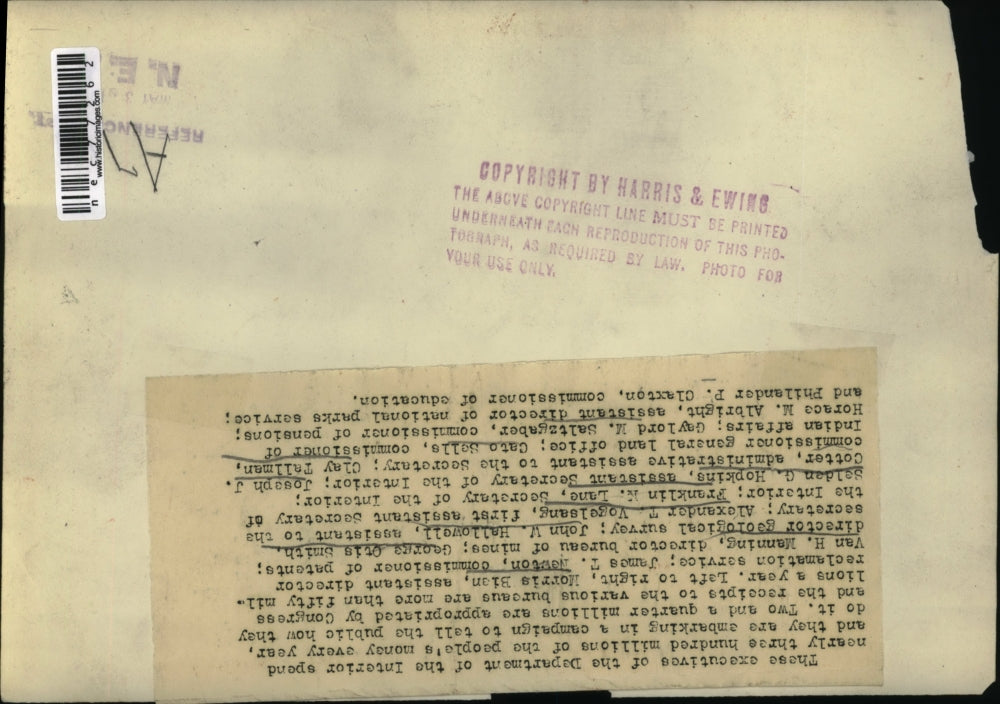 N.E.
MAY 3
REFERENCE
www.historicimages.com
COPYRIGHT BY HARRIS & EWING
THE ABOVE COPYRIGHT LINE MUST BE PRINTED
UNDERNEATH EACH REPRODUCTION OF THIS PHO-
TOGRAPH, AS REQUIRED BY LAW. PHOTO FOR
YOUR USE ONLY.
These executives of the Department of the Interior spend
nearly three hundred millions of the people's money every year,
and they are embarking in a campaign to tell the public how they
do it. Two and a quarter millions are appropriated by Congress
and the receipts to the various bureaus are more than fifty mil-
lions a year. Left to right, Morris Bien, assistant director
reclamation service; James T. Newton, commissioner of patents;
Van H. Manning, director bureau of mines; George Otis Smith,
director geological survey; John W. Hallowell, assistant to the
secretary; Alexander T. Vogelsang, first assistant Secretary of
the Interior; Franklin K. Lane, Secretary of the Interior;
Selden G. Hopkins, assistant Secretary of the Interior; Joseph J.
Cotter, administrative assistant to the Secretary; Clay Tallman,
commissioner general land office; Cato Sells, commissioner of
Indian affairs; Gaylord M. Saltzgaber, commissioner of pensions;
Horace M. Albright, assistant director of national parks service;
and Philander P. Claxton, commissioner of education.